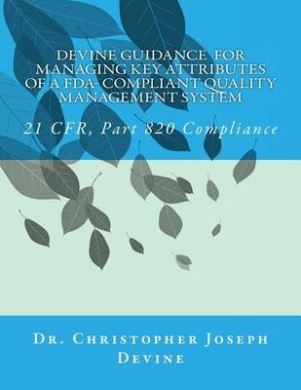 DEVINE GUIDANCE FOR
MANAGING KEY ATTRIBUTES
OF A FDA- COMPLIANT QUALITY
MANAGEMENT SYSTEM
21 CFR, Part 820 Compliance
Dr. Christopher Joseph
Devine